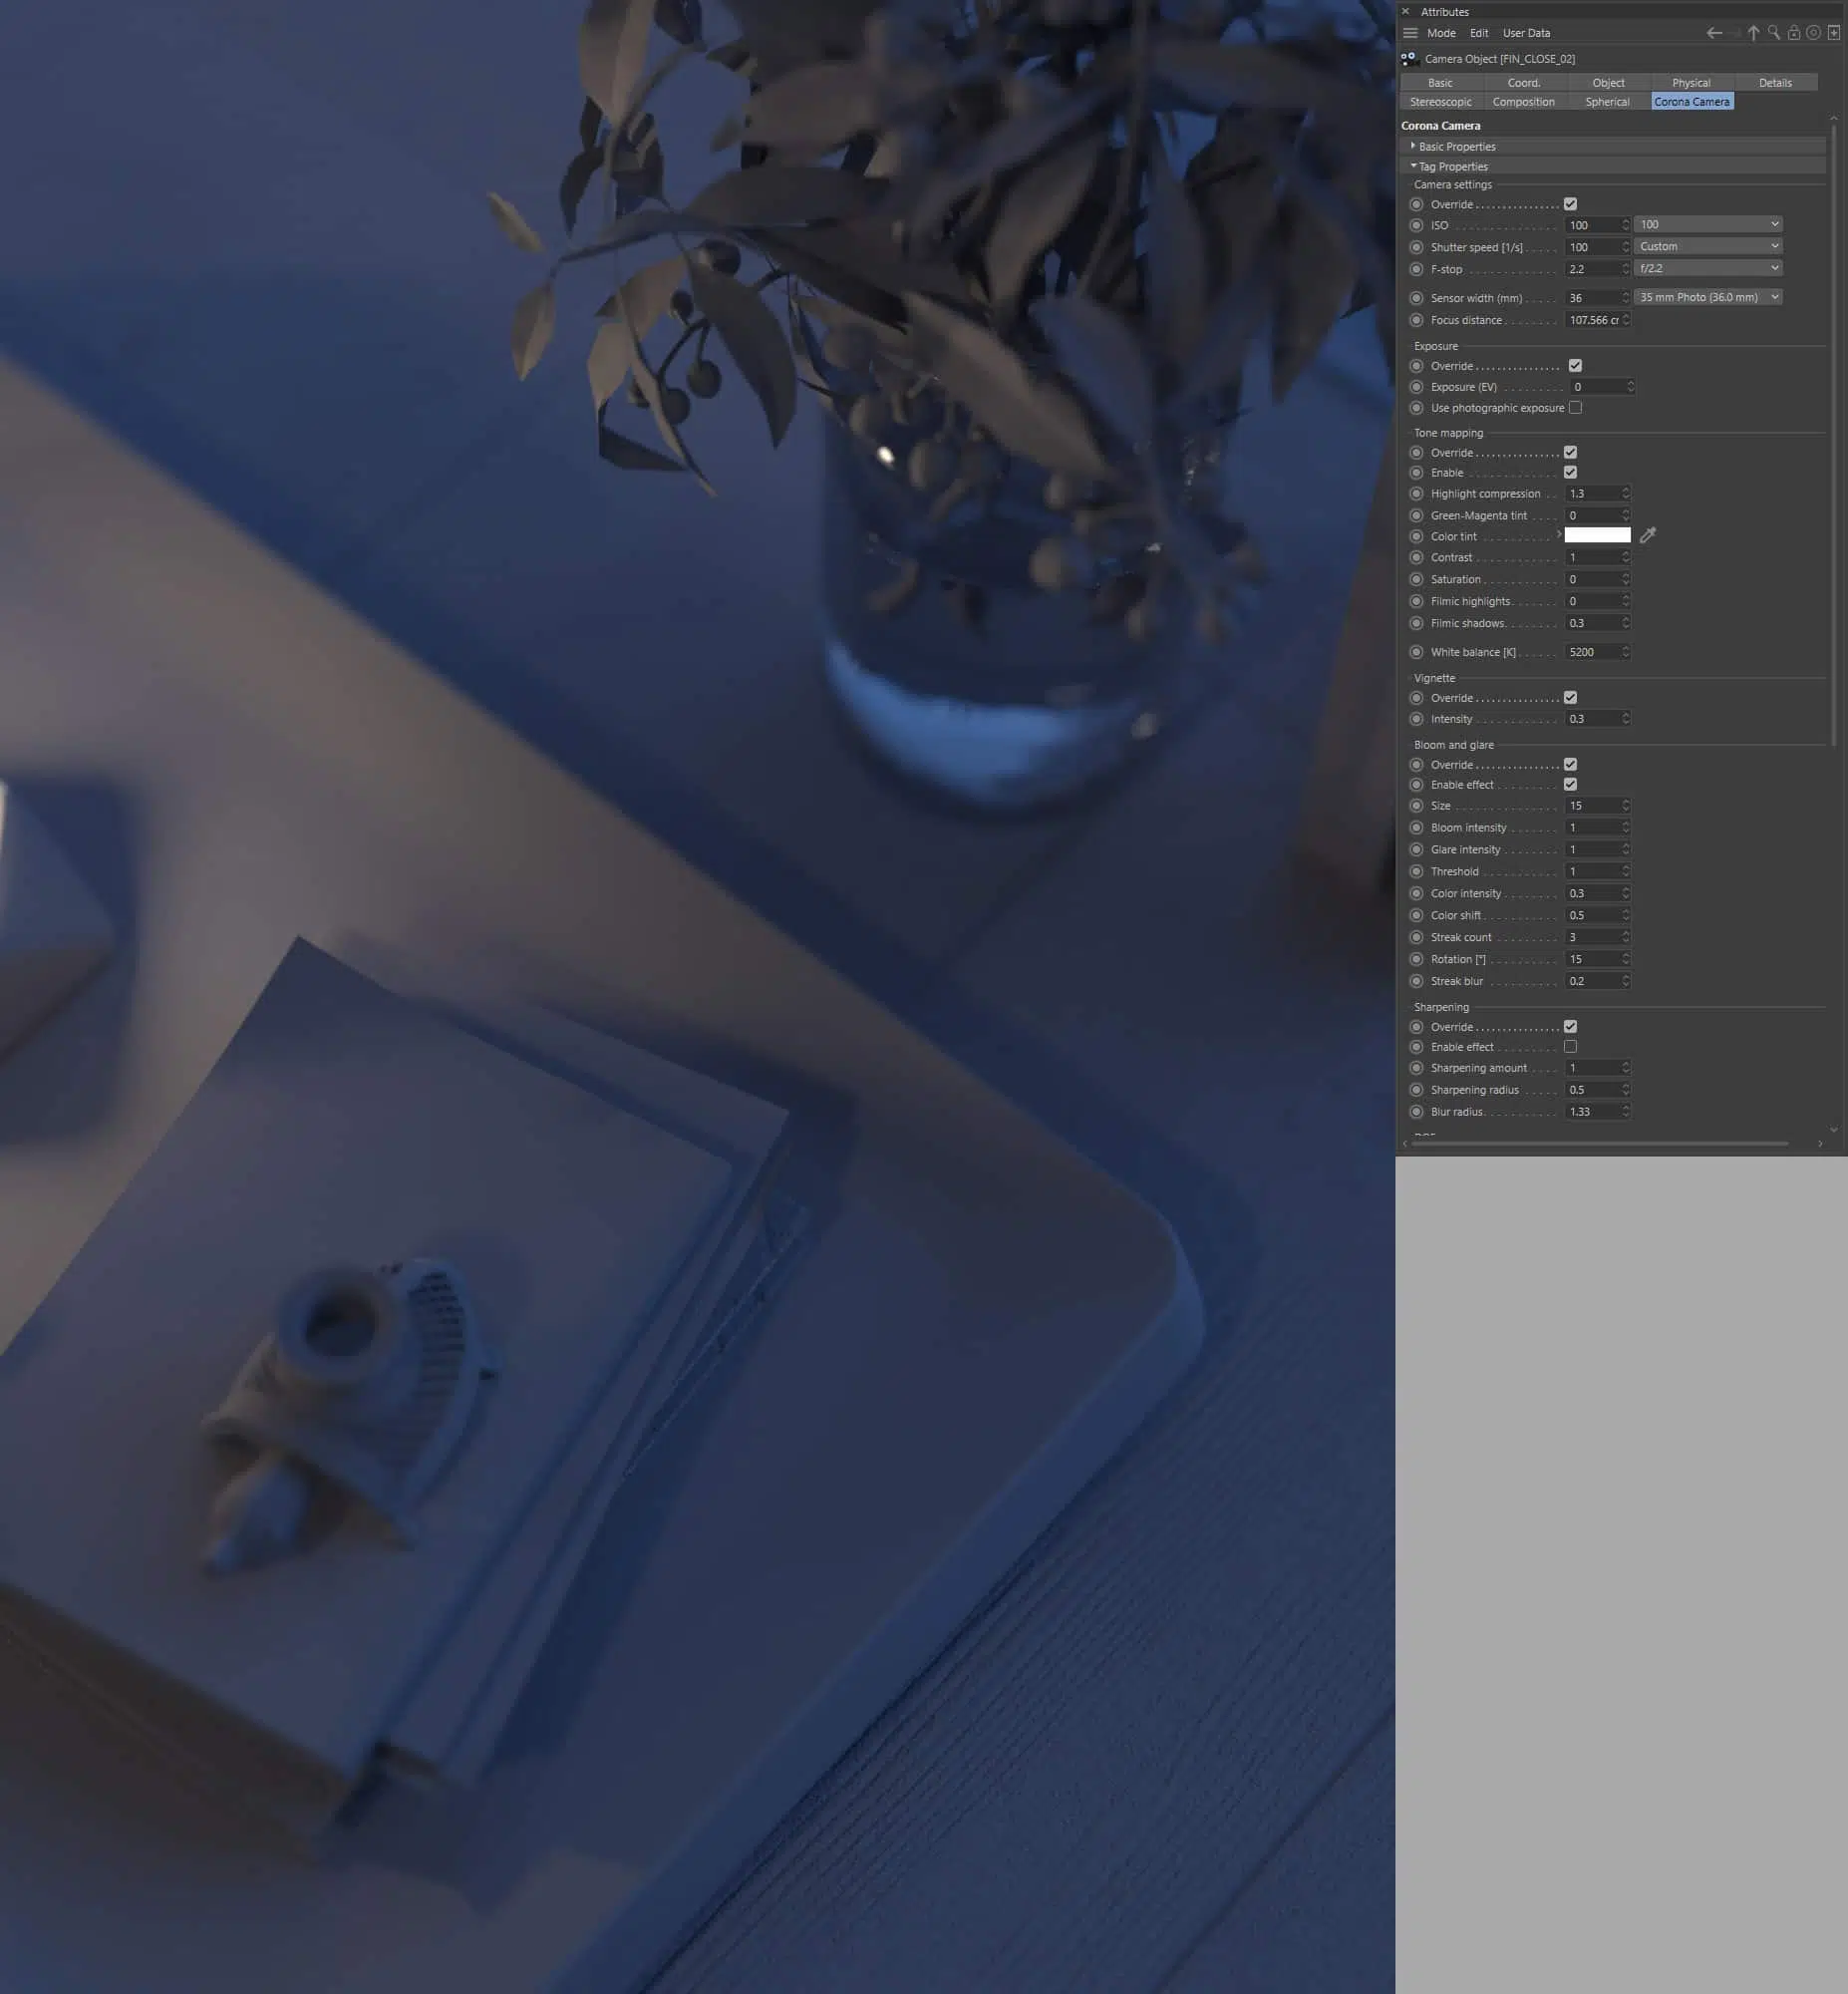 Attributes
Mode Edit User Data
Camera Object [FIN_CLOSE_02]
Basic Coord. Object Physical Details
Stereoscopic Composition Spherical Corona Camera
Corona Camera
Basic Properties
Tag Properties
Camera settings
Override
ISO 100 100
Shutter speed [1/s] 100 Custom
F-stop 2.2 f/2.2
Sensor width (mm) 36 35 mm Photo (36.0 mm)
Focus distance 107.566 cr
Exposure
Override
Exposure (EV) 0
Use photographic exposure
Tone mapping
Override
Enable
Highlight compression 1.3
Green-Magenta tint 0
Color tint
Contrast 1
Saturation 0
Filmic highlights 0
Filmic shadows 0.3
White balance [K] 5200
Vignette
Override
Intensity 0.3
Bloom and glare
Override
Enable effect
Size 15
Bloom intensity 1
Glare intensity 1
Threshold 1
Color intensity 0.3
Color shift 0.5
Streak count 3
Rotation [°] 15
Streak blur 0.2
Sharpening
Override
Enable effect
Sharpening amount 1
Sharpening radius 0.5
Blur radius 1.33